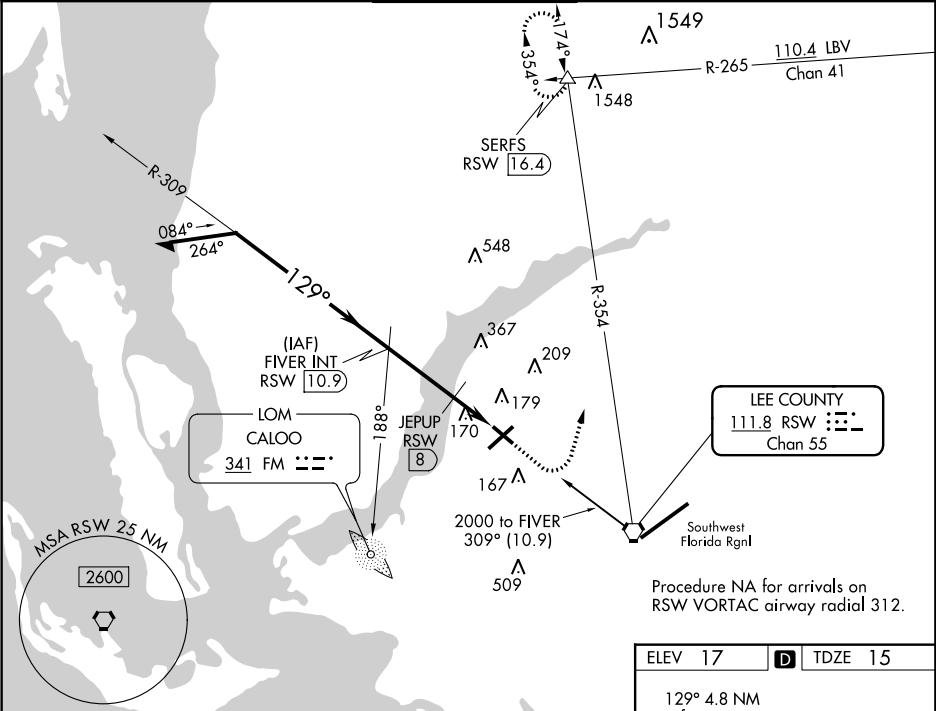 1549
174°
354°
R-265
110.4 LBV
Chan 41
1548
SERFS
RSW 16.4
R-309
084°
264°
548
129°
R-354
367
(IAF)
FIVER INT
RSW 10.9
209
179
188°
JEPUP
RSW
8
170
LOM
CALOO
341 FM
LEE COUNTY
111.8 RSW
Chan 55
167
2000 to FIVER
309° (10.9)
Southwest
Florida Rgnl
509
MSA RSW 25 NM
2600
Procedure NA for arrivals on
RSW VORTAC airway radial 312.
ELEV 17 D TDZE 15
129° 4.8 NM